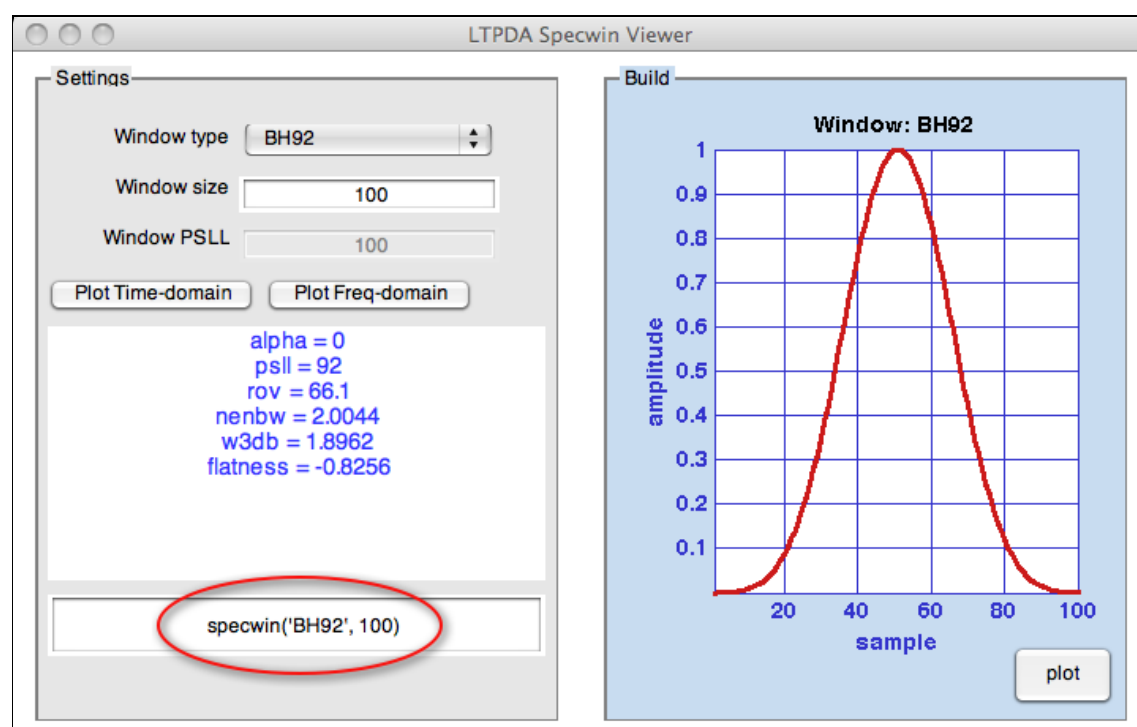 LTPDA Specwin Viewer
Settings
Window type BH92
Window size 100
Window PSLL 100
Plot Time-domain Plot Freq-domain
alpha = 0
psll = 92
rov = 66.1
nenbw = 2.0044
w3db = 1.8962
flatness = -0.8256
specwin('BH92', 100)
Build
Window: BH92
1
0.9
0.8
0.7
0.6
0.5
0.4
0.3
0.2
0.1
amplitude
20 40 60 80 100
sample
plot